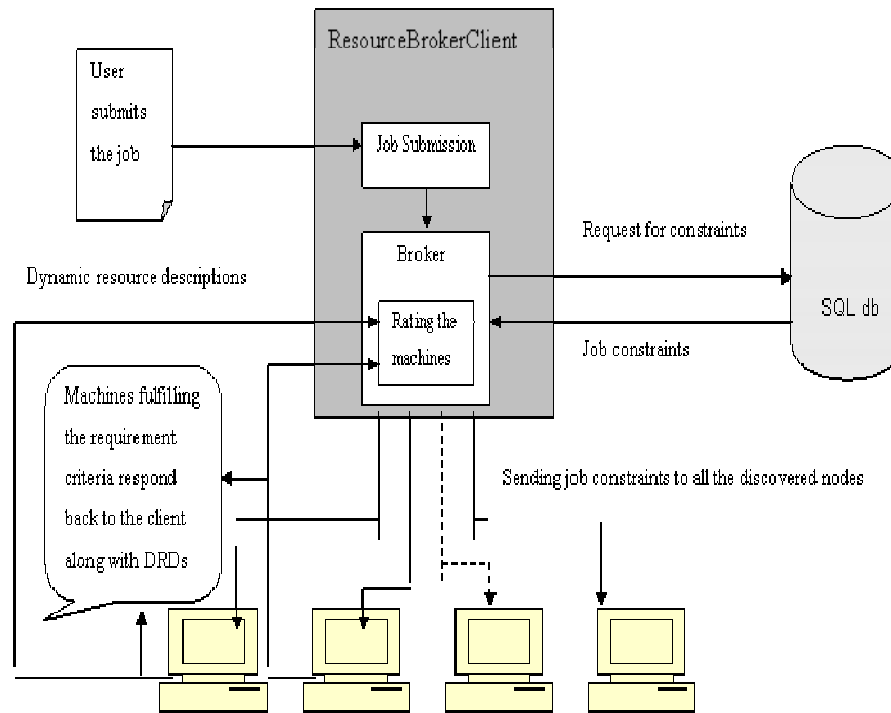 ResourceBrokerClient
User
submits
the job
Job Submission
Broker
Request for constraints
Dynamic resource descriptions
Rating the
machines
SQL db
Job constraints
Machines fulfilling
the requirement
criteria respond
back to the client
along with DRDs
Sending job constraints to all the discovered nodes